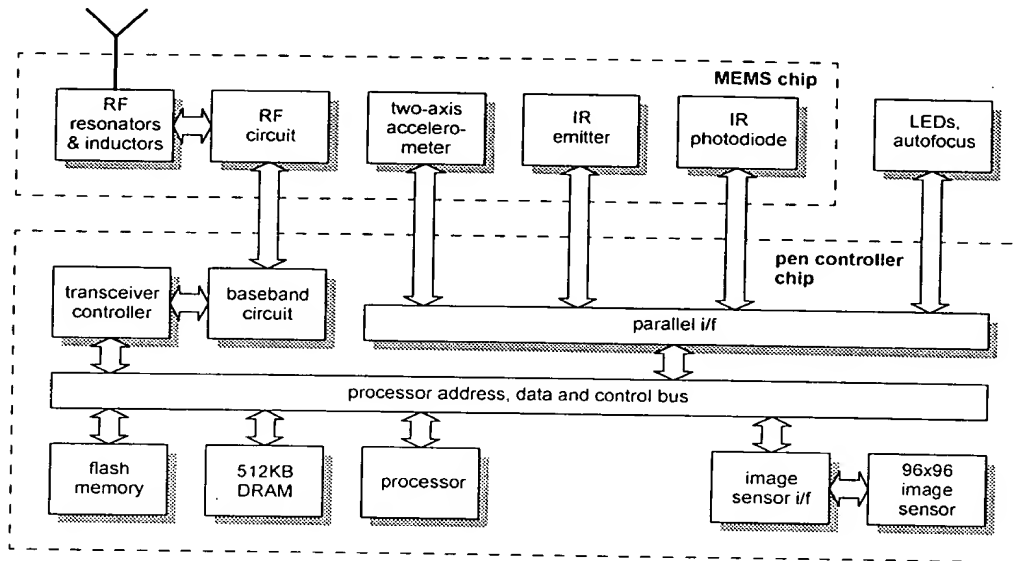 MEMS chip
RF
resonators
& inductors
RF
circuit
two-axis
accelero-
meter
IR
emitter
IR
photodiode
LEDs,
autofocus
pen controller
chip
transceiver
controller
baseband
circuit
parallel i/f
processor address, data and control bus
flash
memory
512KB
DRAM
processor
image
sensor i/f
96x96
image
sensor